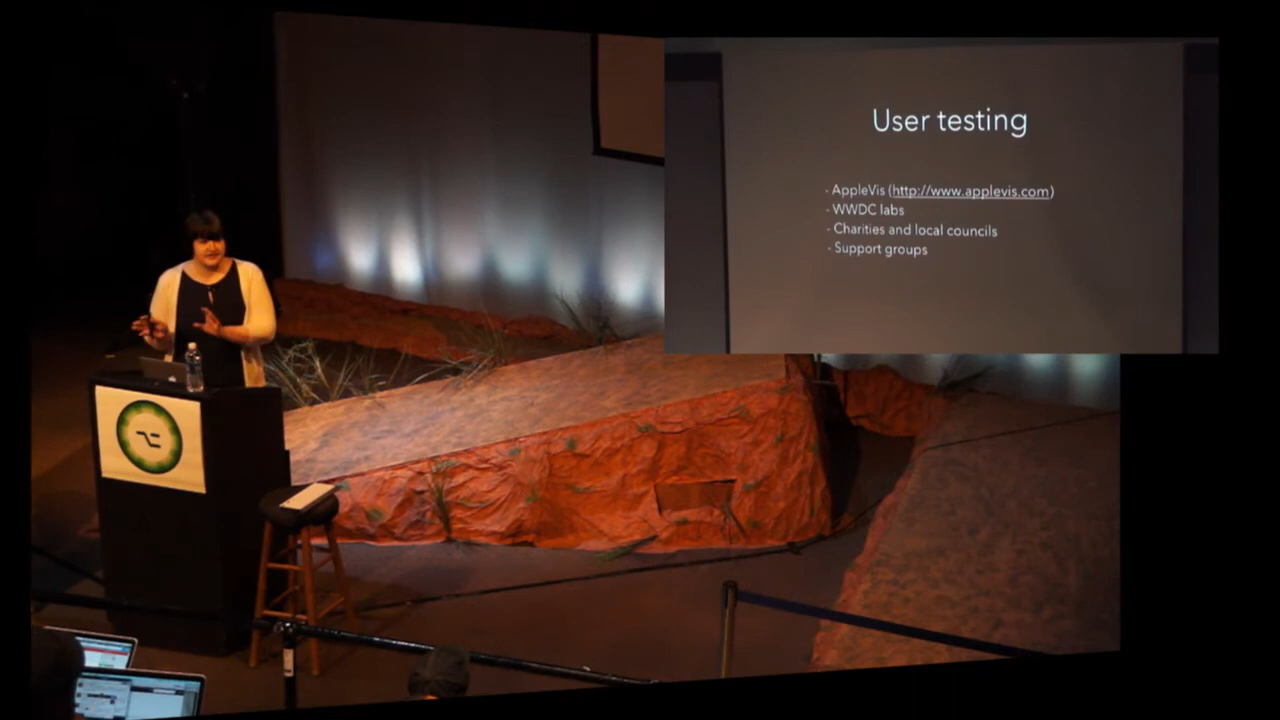 User testing
- AppleVis (http://www.applevis.com)
- WWDC labs
- Charities and local councils
- Support groups